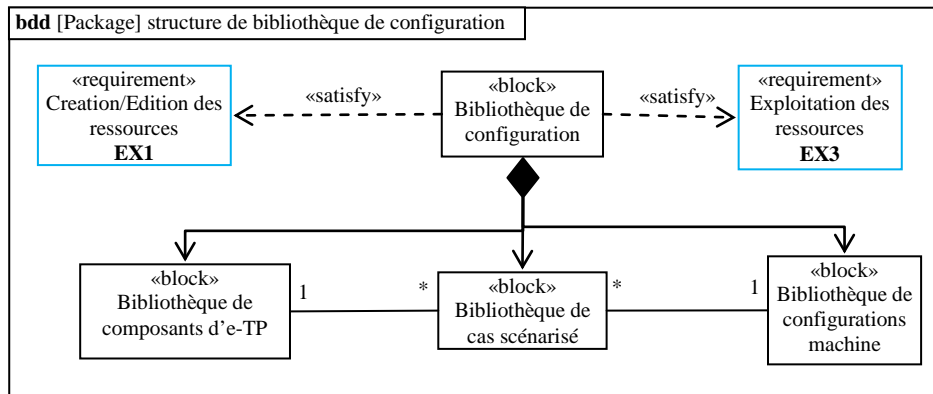 bdd [Package] structure de bibliothèque de configuration
«requirement»
Creation/Edition des
ressources
EX1
«satisfy»
«block»
Bibliothèque de
configuration
«satisfy»
«requirement»
Exploitation des
ressources
EX3
«block»
Bibliothèque de
composants d'e-TP
1
*
«block»
Bibliothèque de
cas scénarisé
*
1
«block»
Bibliothèque de
configurations
machine